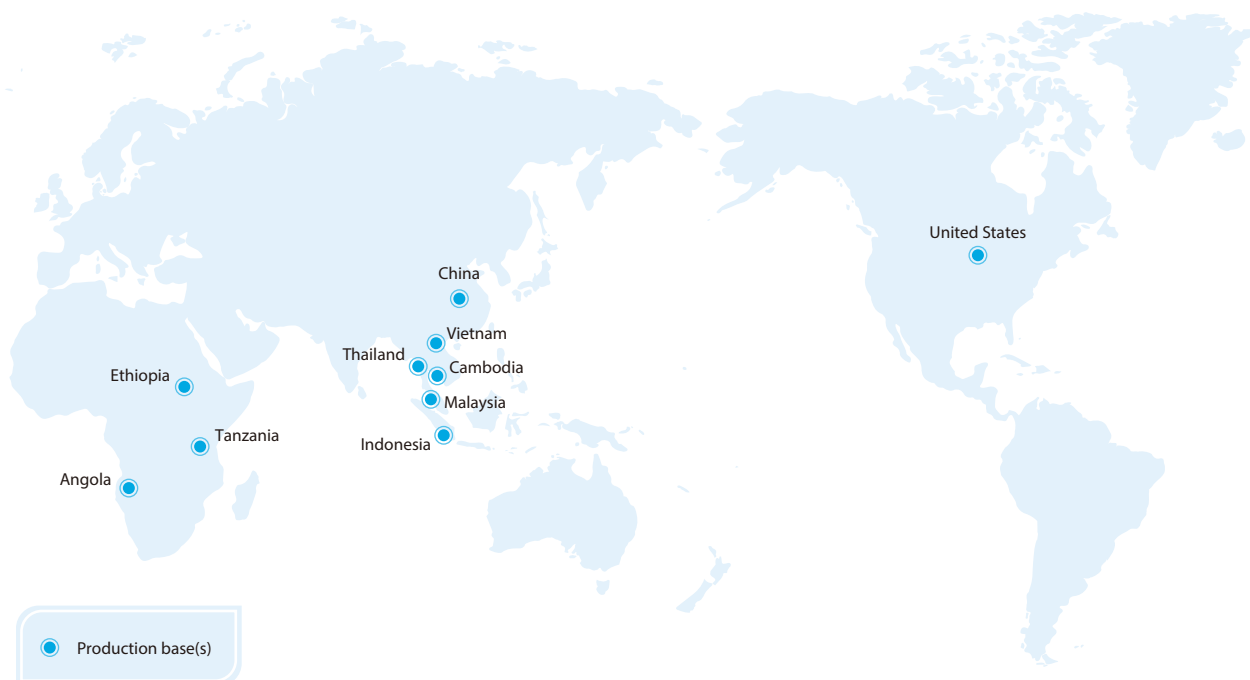 United States
China
Vietnam
Thailand
Cambodia
Ethiopia
Malaysia
Tanzania
Indonesia
Angola
Production base(s)